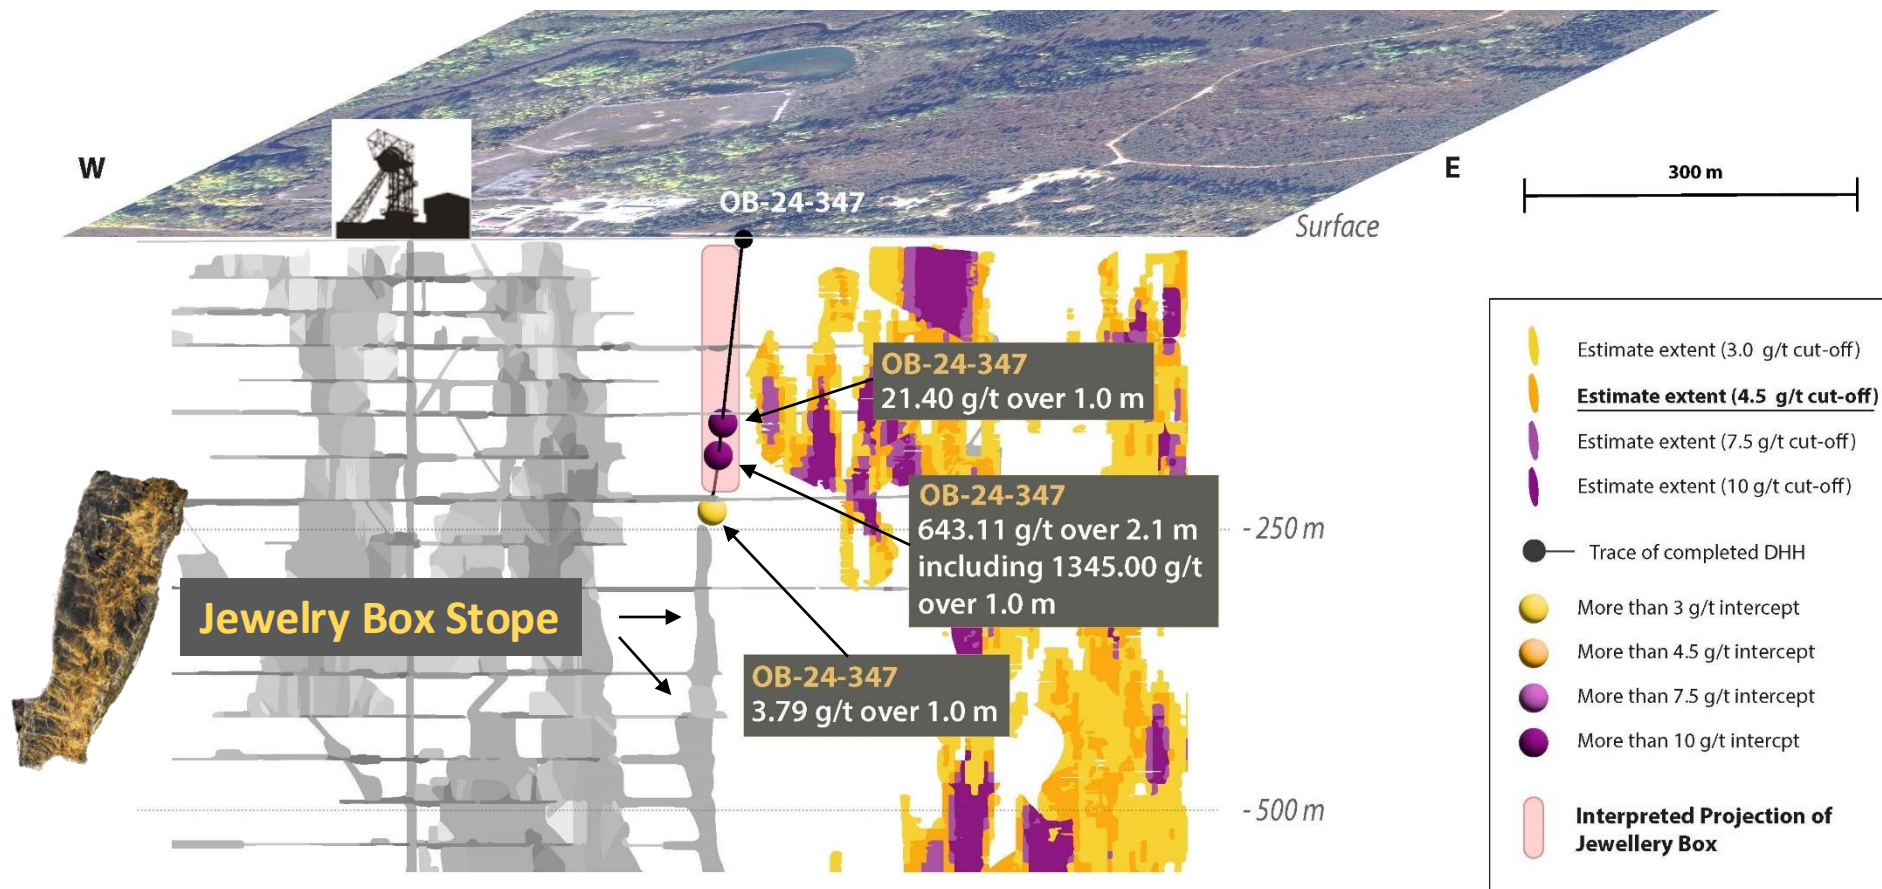 W
E
300 m
OB-24-347
Surface
OB-24-347
21.40 g/t over 1.0 m
OB-24-347
643.11 g/t over 2.1 m
including 1345.00 g/t
over 1.0 m
- 250 m
Jewelry Box Stope
OB-24-347
3.79 g/t over 1.0 m
- 500 m
Estimate extent (3.0 g/t cut-off)
Estimate extent (4.5 g/t cut-off)
Estimate extent (7.5 g/t cut-off)
Estimate extent (10 g/t cut-off)
Trace of completed DHH
More than 3 g/t intercept
More than 4.5 g/t intercept
More than 7.5 g/t intercept
More than 10 g/t intercpt
Interpreted Projection of
Jewellery Box